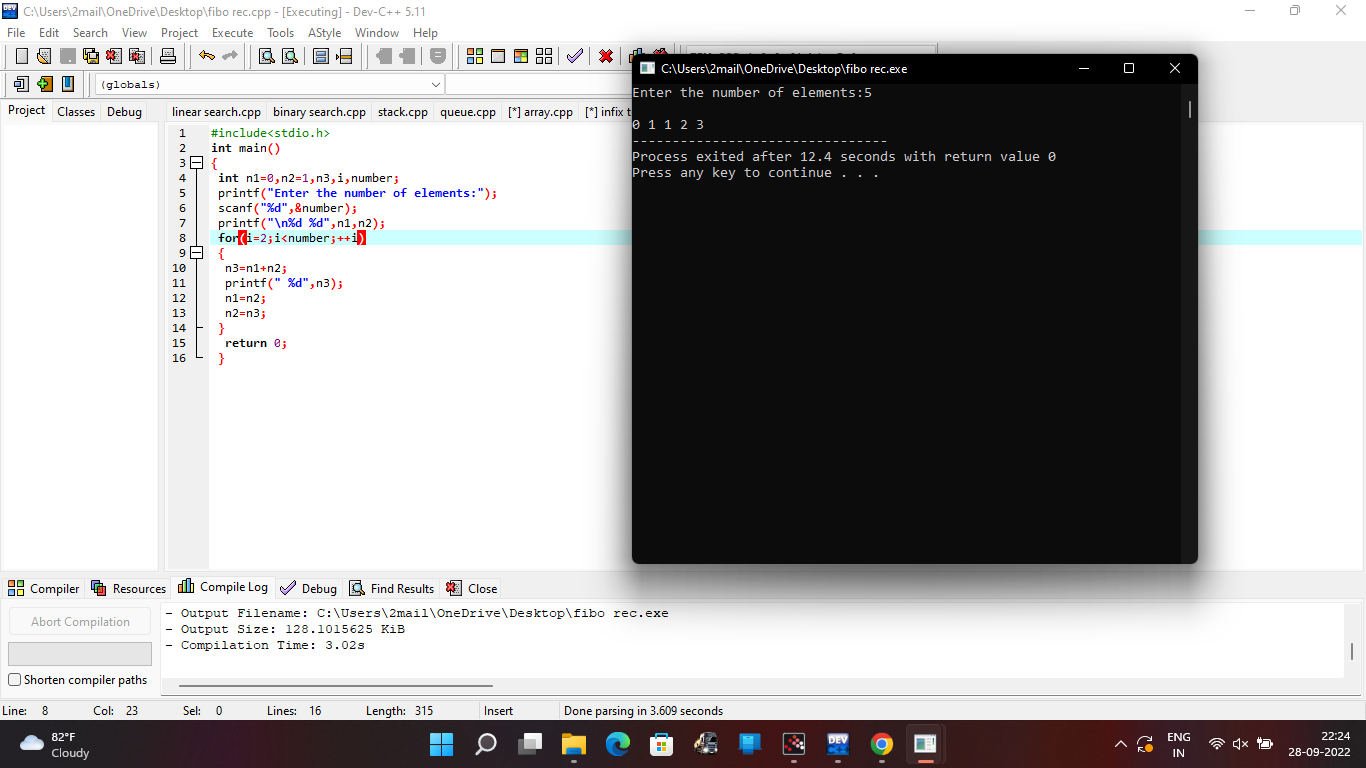 C:\Users\2mail\OneDrive\Desktop\fibo rec.cpp - [Executing] - Dev-C++ 5.11
File Edit Search View Project Execute Tools AStyle Window Help
(globals)
Project Classes Debug
linear search.cpp binary search.cpp stack.cpp queue.cpp [*] array.cpp [*] infix t
1 #include<stdio.h>
2 int main()
3 {
4 int n1=0,n2=1,n3,i,number;
5 printf("Enter the number of elements:");
6 scanf("%d",&number);
7 printf("\n%d %d",n1,n2);
8 for(i=2;i<number;++i)
9 {
10 n3=n1+n2;
11 printf(" %d",n3);
12 n1=n2;
13 n2=n3;
14 }
15 return 0;
16 }
C:\Users\2mail\OneDrive\Desktop\fibo rec.exe
Enter the number of elements:5
0 1 1 2 3
--------------------------------
Process exited after 12.4 seconds with return value 0
Press any key to continue . . .
Compiler Resources Compile Log Debug Find Results Close
Abort Compilation
Shorten compiler paths
- Output Filename: C:\Users\2mail\OneDrive\Desktop\fibo rec.exe
- Output Size: 128.1015625 KiB
- Compilation Time: 3.02s
Line: 8 Col: 23 Sel: 0 Lines: 16 Length: 315 Insert Done parsing in 3.609 seconds
82°F
Cloudy
DEV
ENG
IN
22:24
28-09-2022